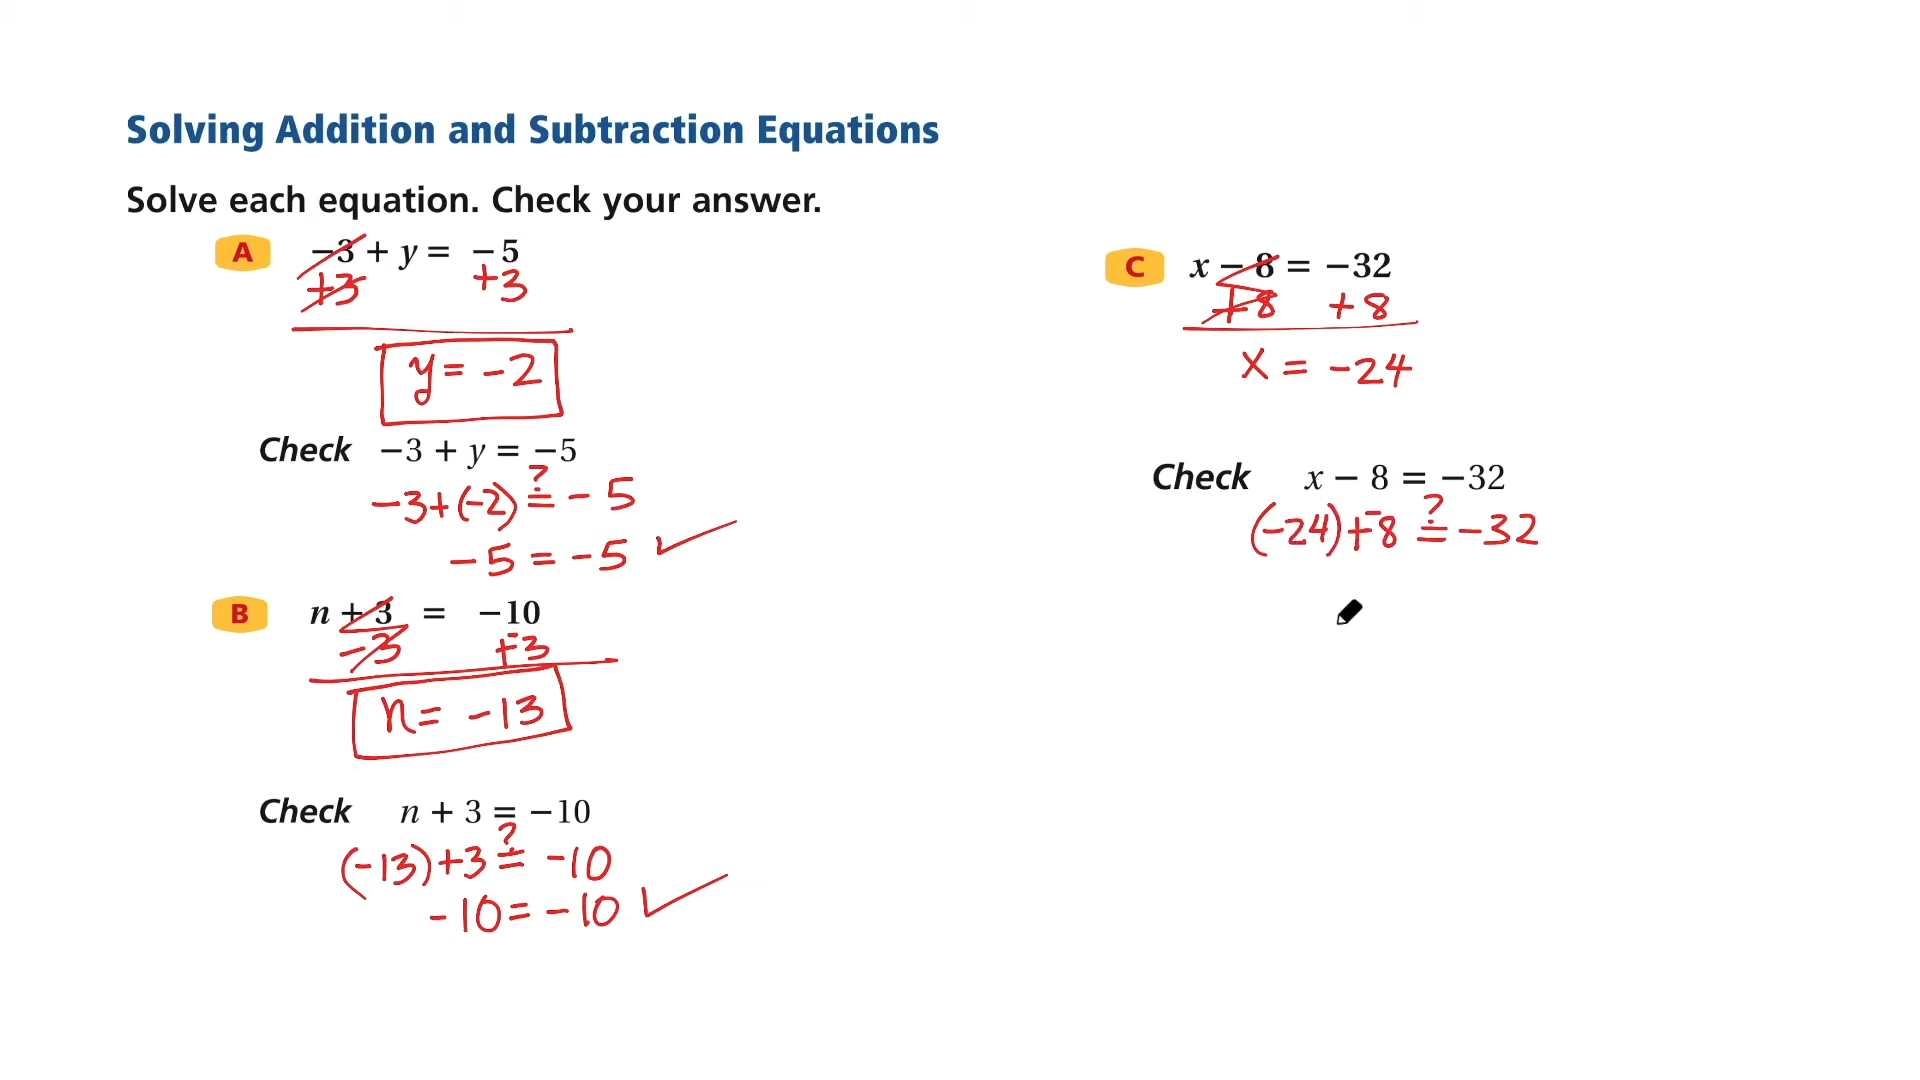 Solving Addition and Subtraction Equations
Solve each equation. Check your answer.
A −3 + y = −5
+3 +3
y = −2
Check −3 + y = −5
−3+(−2) ≟ −5
−5 = −5 ✓
B n + 3 = −10
−3 +⁻3
n = −13
Check n + 3 = −10
(−13)+3 ≟ −10
−10 = −10 ✓
C x − 8 = −32
+8 +8
x = −24
Check x − 8 = −32
(−24)+⁻8 ≟ −32